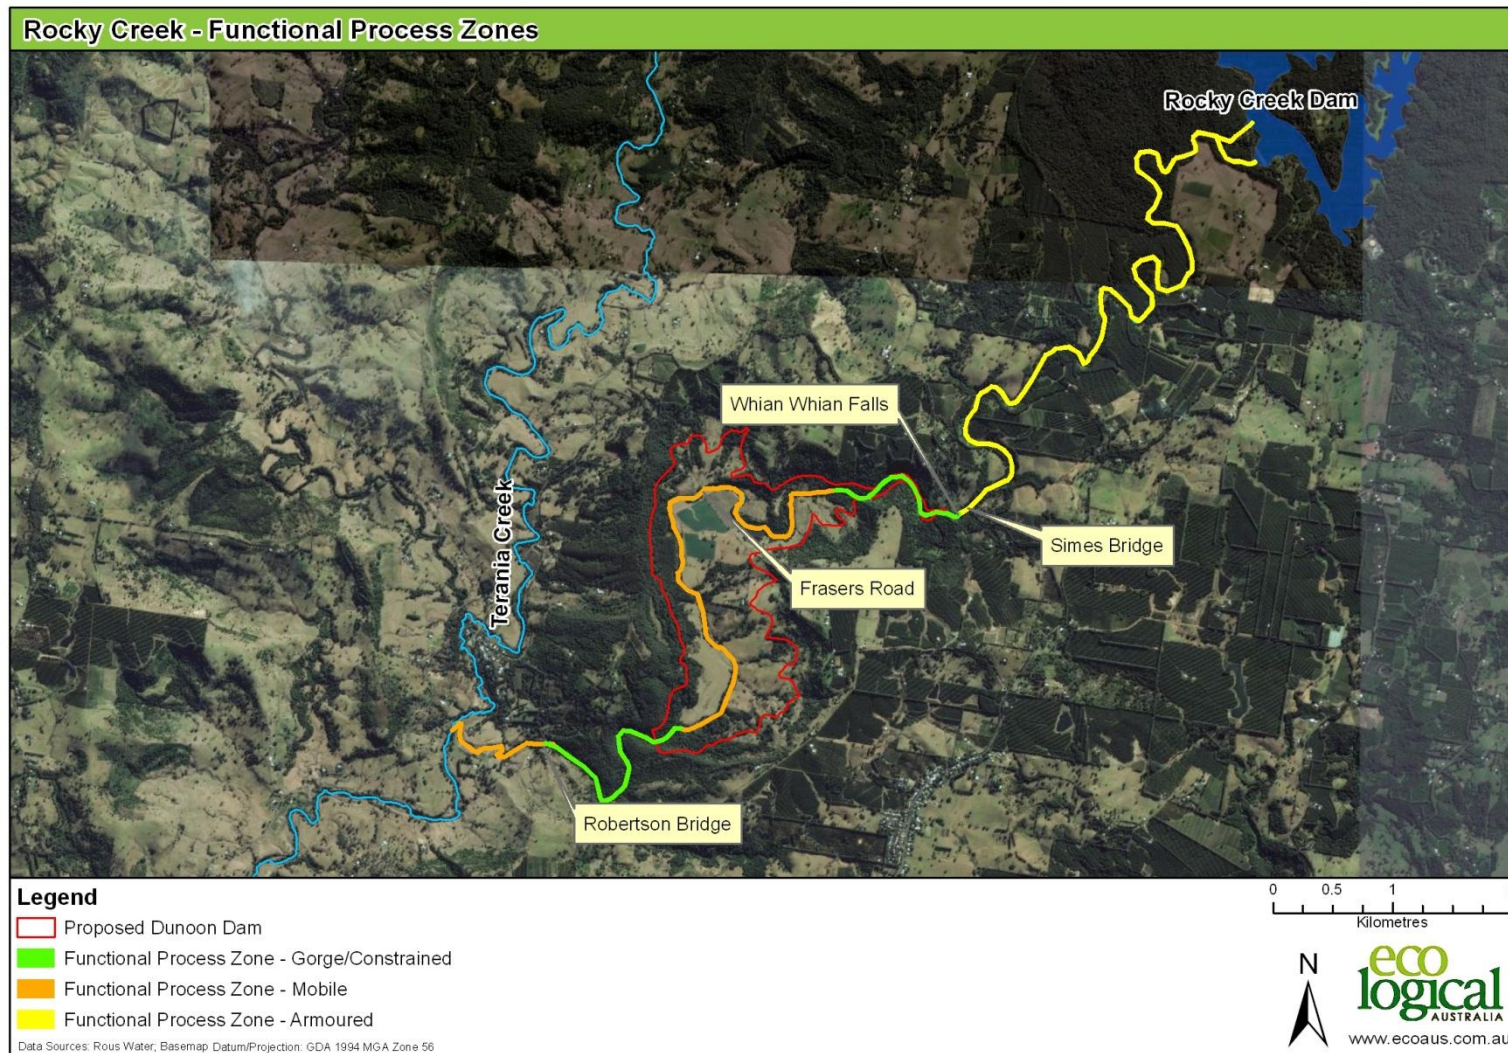 Rocky Creek - Functional Process Zones
Rocky Creek Dam
Whian Whian Falls
Terania Creek
Simes Bridge
Frasers Road
Robertson Bridge
Legend
Proposed Dunoon Dam
Functional Process Zone - Gorge/Constrained
Functional Process Zone - Mobile
Functional Process Zone - Armoured
Data Sources: Rous Water; Basemap Datum/Projection: GDA 1994 MGA Zone 56
0 0.5 1
Kilometres
N
eco
logical
AUSTRALIA
www.ecoaus.com.au